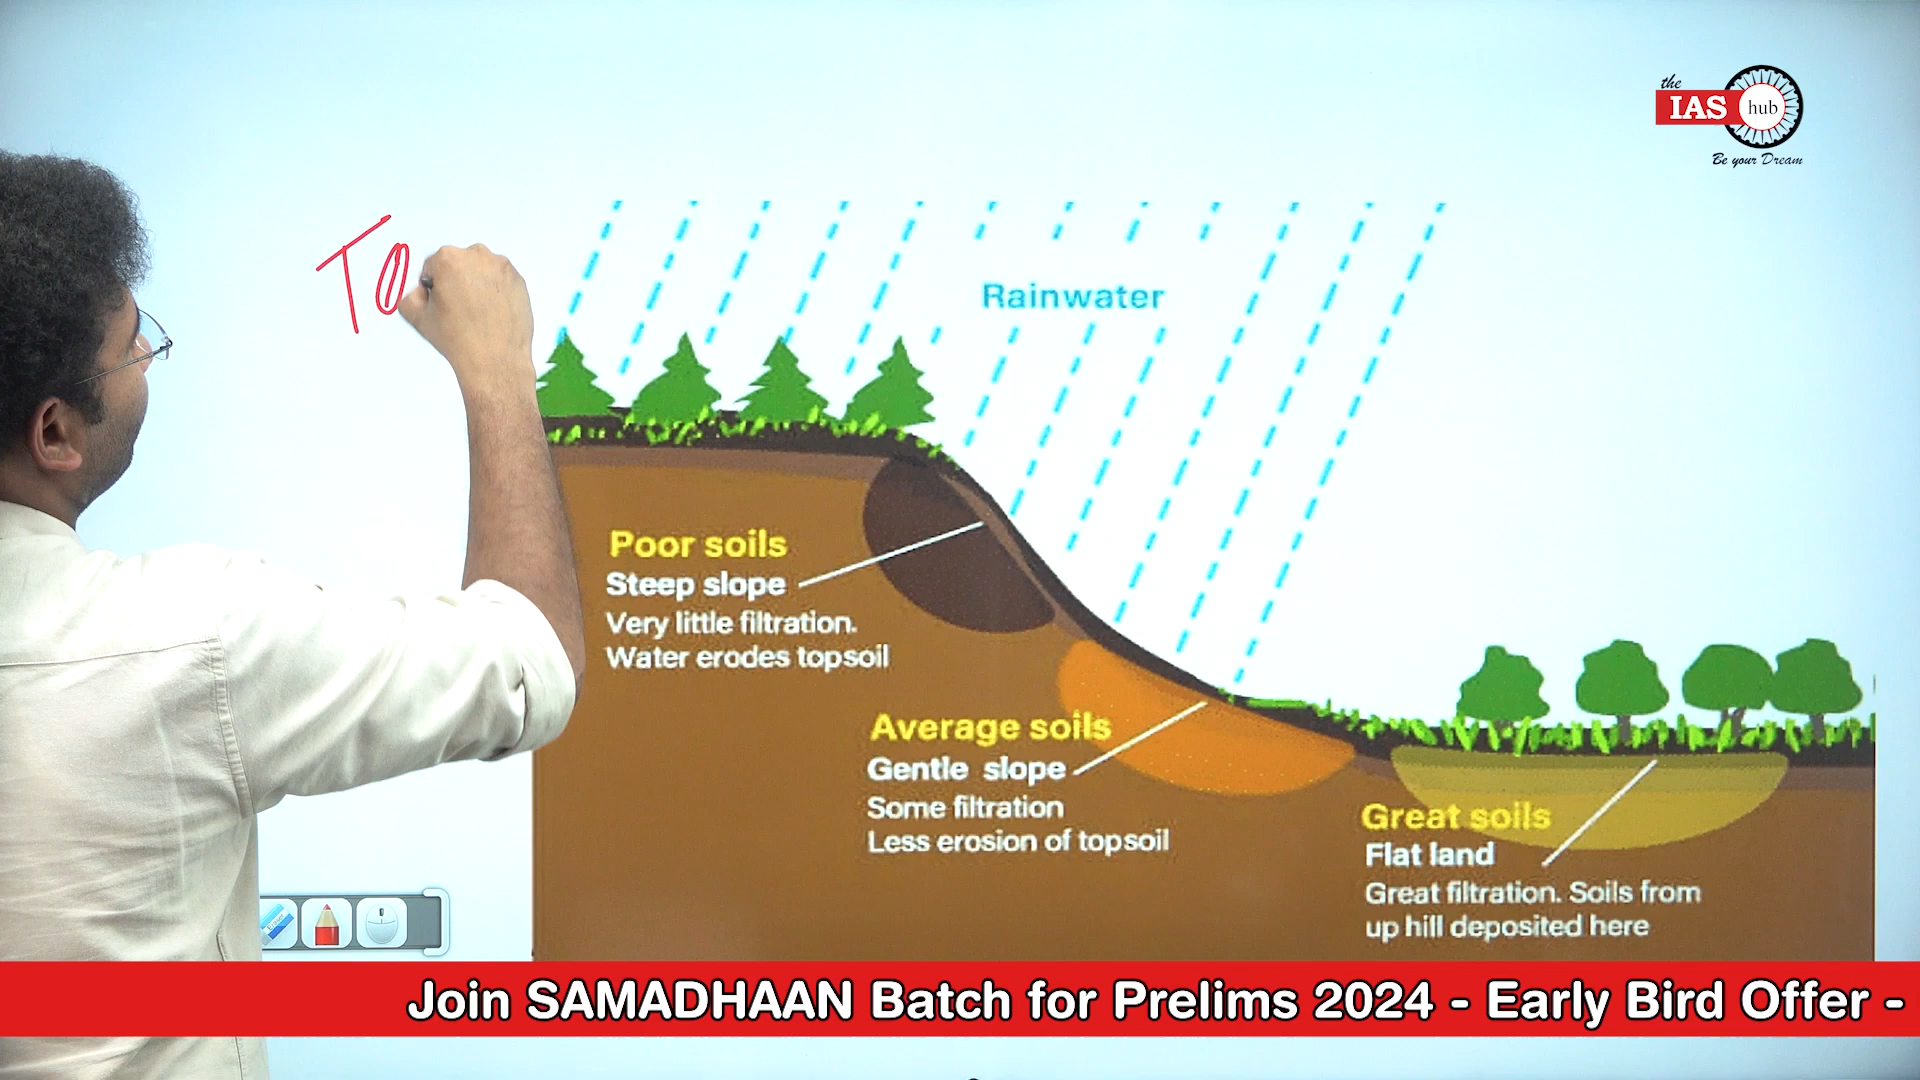 the
IAS hub
Be your Dream
To
Rainwater
Poor soils
Steep slope
Very little filtration.
Water erodes topsoil
Average soils
Gentle slope
Some filtration
Less erosion of topsoil
Great soils
Flat land
Great filtration. Soils from
up hill deposited here
Join SAMADHAAN Batch for Prelims 2024 - Early Bird Offer -